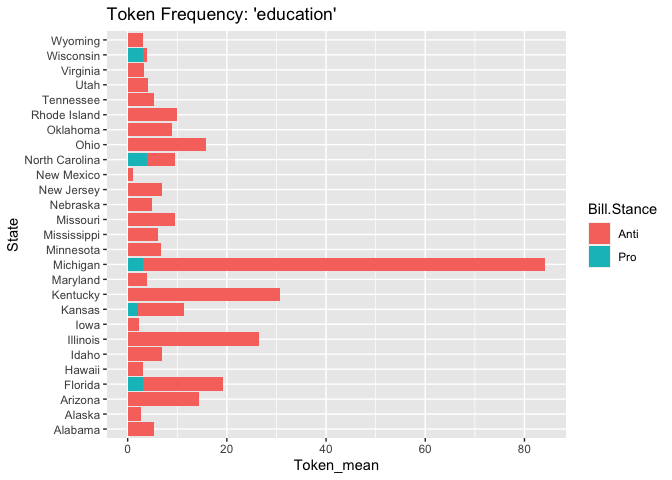 Token Frequency: 'education'
State
Wyoming
Wisconsin
Virginia
Utah
Tennessee
Rhode Island
Oklahoma
Ohio
North Carolina
New Mexico
New Jersey
Nebraska
Missouri
Mississippi
Minnesota
Michigan
Maryland
Kentucky
Kansas
Iowa
Illinois
Idaho
Hawaii
Florida
Arizona
Alaska
Alabama
0 20 40 60 80
Token_mean
Bill.Stance
Anti
Pro